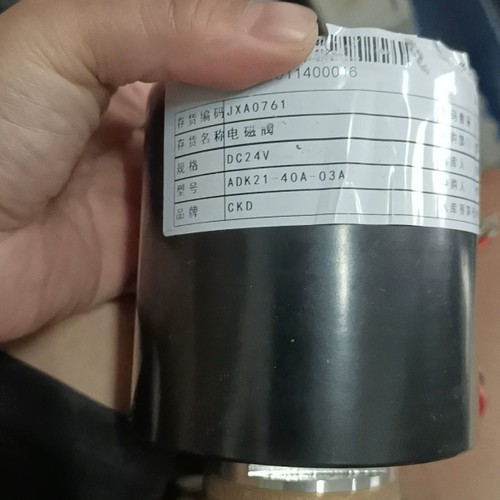 11400016
存货编码 JXA0761
存货名称 电磁阀
规格 DC24V
型号 ADK21-40A-03A
品牌 CKD